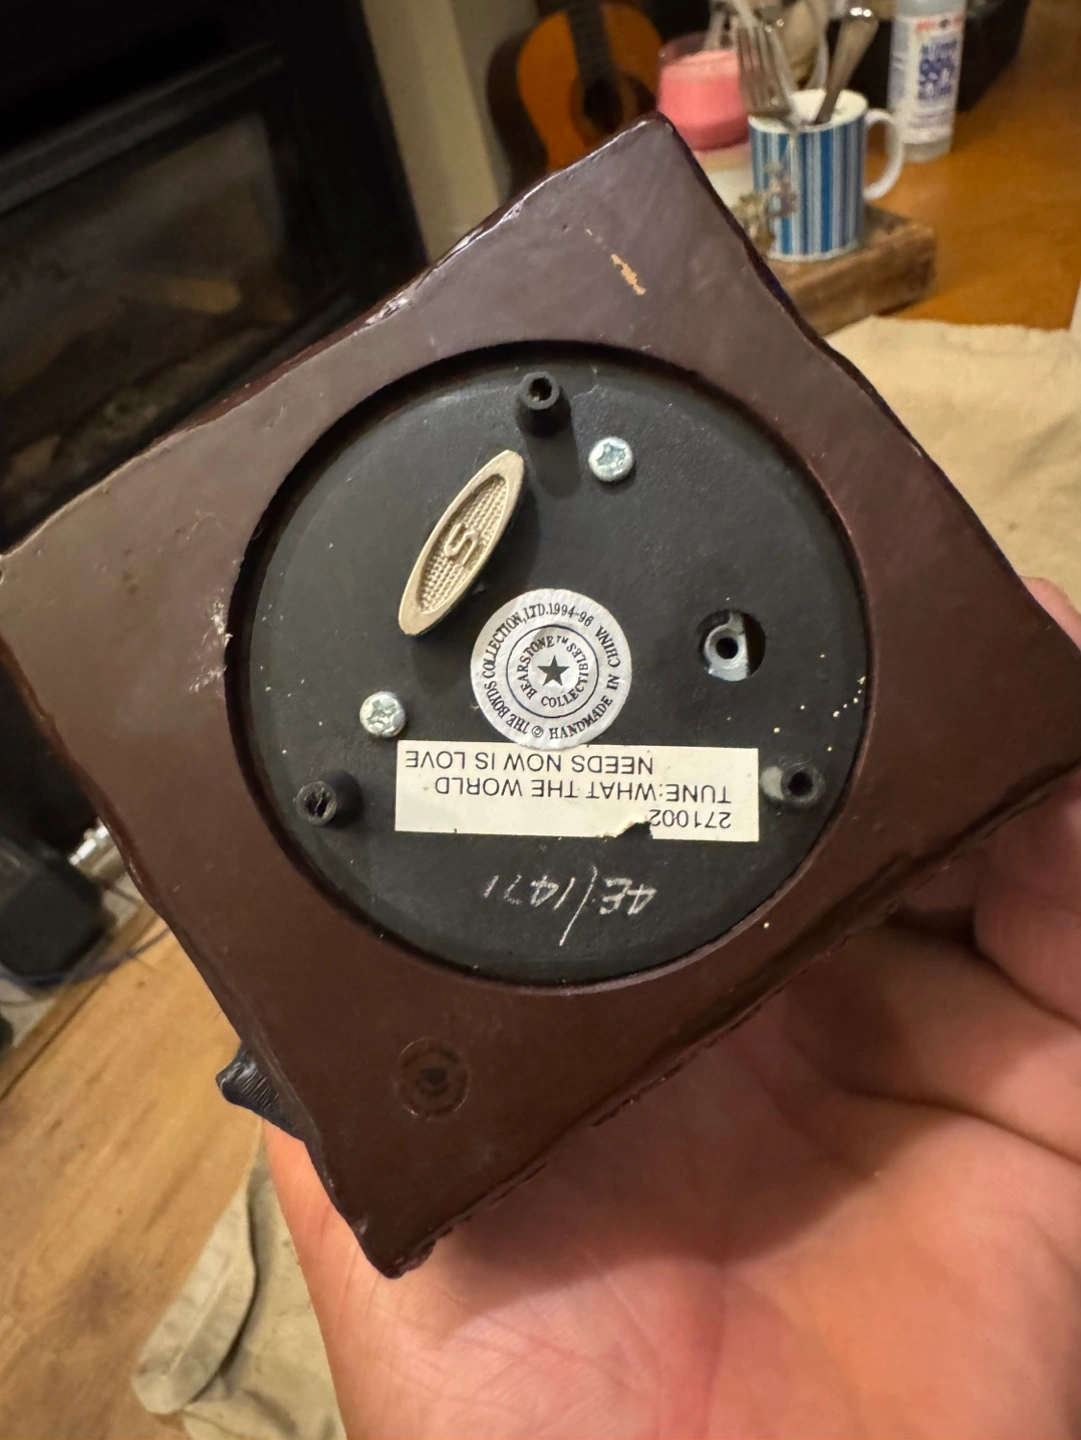 S
THE BOYDS COLLECTION, LTD. 1994-96
© HANDMADE IN CHINA
BEARSTONE™
COLLECTIBLES
COLLECTIBLES
271002
TUNE:WHAT THE WORLD
NEEDS NOW IS LOVE
4E/1471